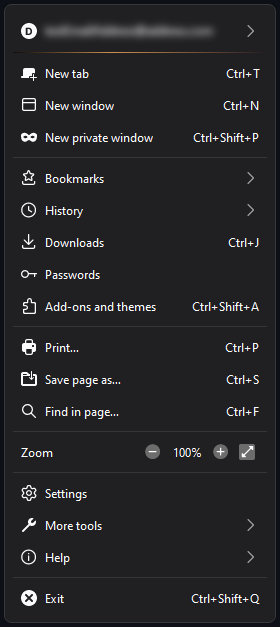 D
New tab Ctrl+T
New window Ctrl+N
New private window Ctrl+Shift+P
Bookmarks
History
Downloads Ctrl+J
Passwords
Add-ons and themes Ctrl+Shift+A
Print... Ctrl+P
Save page as... Ctrl+S
Find in page... Ctrl+F
Zoom 100%
Settings
More tools
Help
Exit Ctrl+Shift+Q